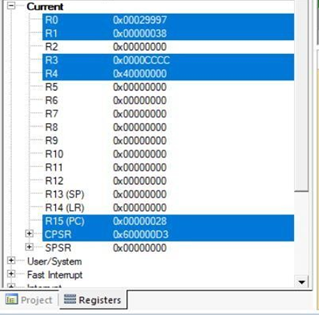 Current
R0 0x00029997
R1 0x00000038
R2 0x00000000
R3 0x0000CCCC
R4 0x40000000
R5 0x00000000
R6 0x00000000
R7 0x00000000
R8 0x00000000
R9 0x00000000
R10 0x00000000
R11 0x00000000
R12 0x00000000
R13 (SP) 0x00000000
R14 (LR) 0x00000000
R15 (PC) 0x00000028
CPSR 0x600000D3
SPSR 0x00000000
User/System
Fast Interrupt
Interrupt
Project Registers